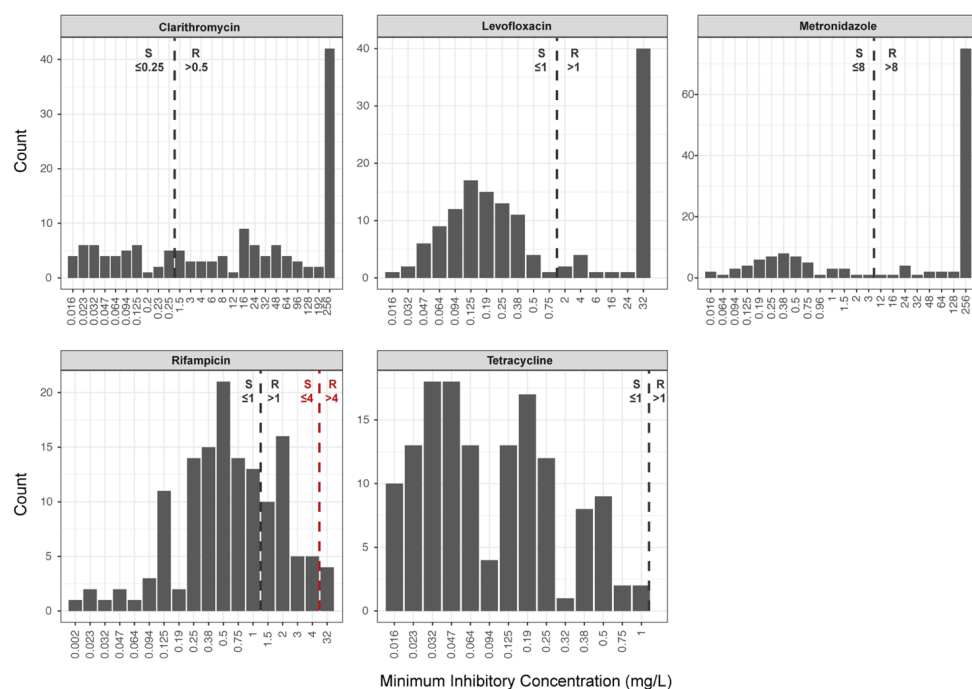 Clarithromycin
Levofloxacin
Metronidazole
S R
≤0.25 >0.5
S R
≤1 >1
S R
≤8 >8
Count
40
30
20
10
0
40
30
20
10
0
60
40
20
0
0.016 0.023 0.032 0.047 0.064 0.094 0.125 0.2 0.23 0.25 1.5 3 4 6 8 12 16 24 32 48 64 96 128 192 256
0.016 0.032 0.047 0.064 0.094 0.125 0.19 0.25 0.38 0.5 0.75 2 4 6 16 24 32
0.016 0.064 0.094 0.125 0.19 0.25 0.38 0.5 0.75 0.96 1 1.5 2 3 12 16 24 32 48 64 128 256
Rifampicin
Tetracycline
S R S R
≤1 >1 ≤4 >4
S R
≤1 >1
Count
20
15
10
5
0
15
10
5
0
0.002 0.023 0.032 0.047 0.064 0.094 0.125 0.19 0.25 0.38 0.5 0.75 1 1.5 2 3 4 32
0.016 0.023 0.032 0.047 0.064 0.094 0.125 0.19 0.25 0.32 0.38 0.5 0.75 1
Minimum Inhibitory Concentration (mg/L)